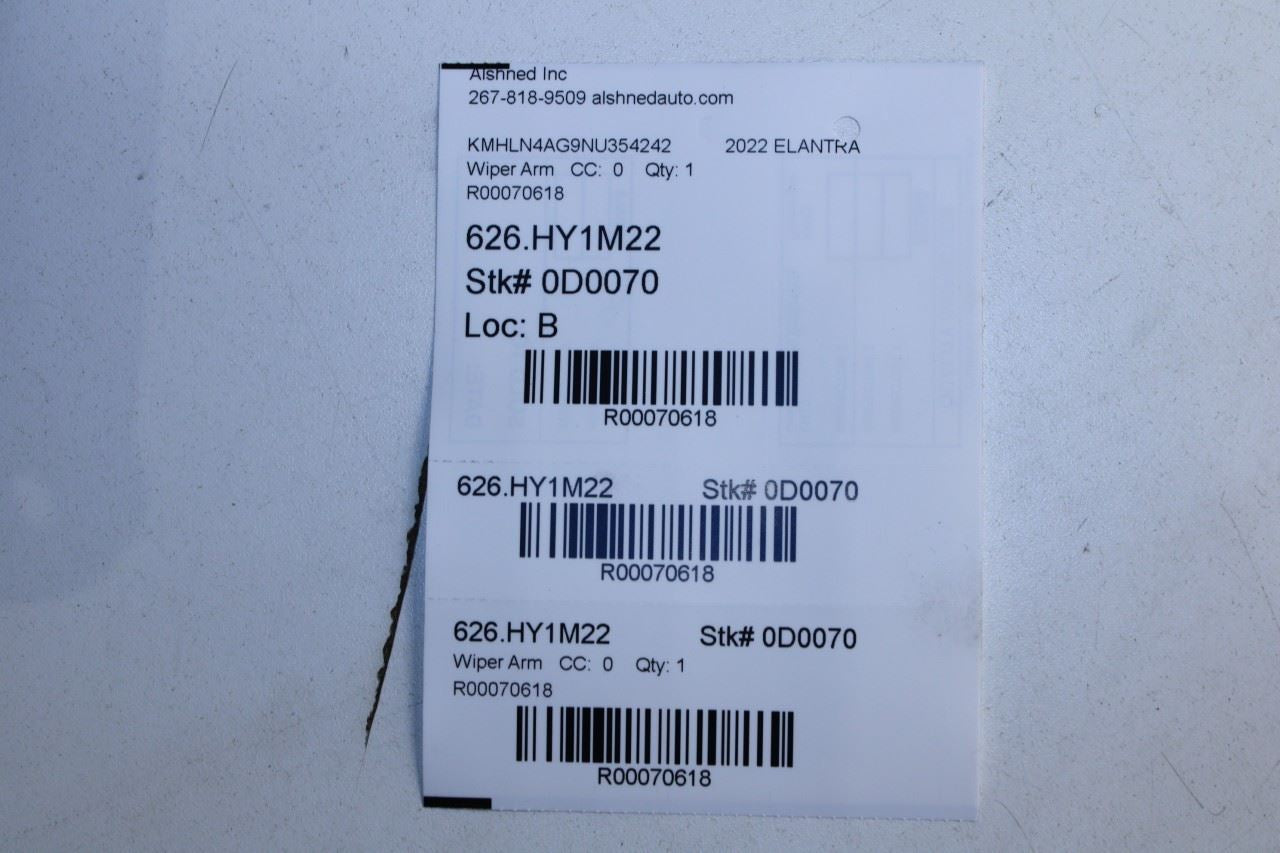 Alshned Inc
267-818-9509 alshnedauto.com
KMHLN4AG9NU354242 2022 ELANTRA
Wiper Arm CC: 0 Qty: 1
R00070618
626.HY1M22
Stk# 0D0070
Loc: B
R00070618
626.HY1M22 Stk# 0D0070
R00070618
626.HY1M22 Stk# 0D0070
Wiper Arm CC: 0 Qty: 1
R00070618
R00070618